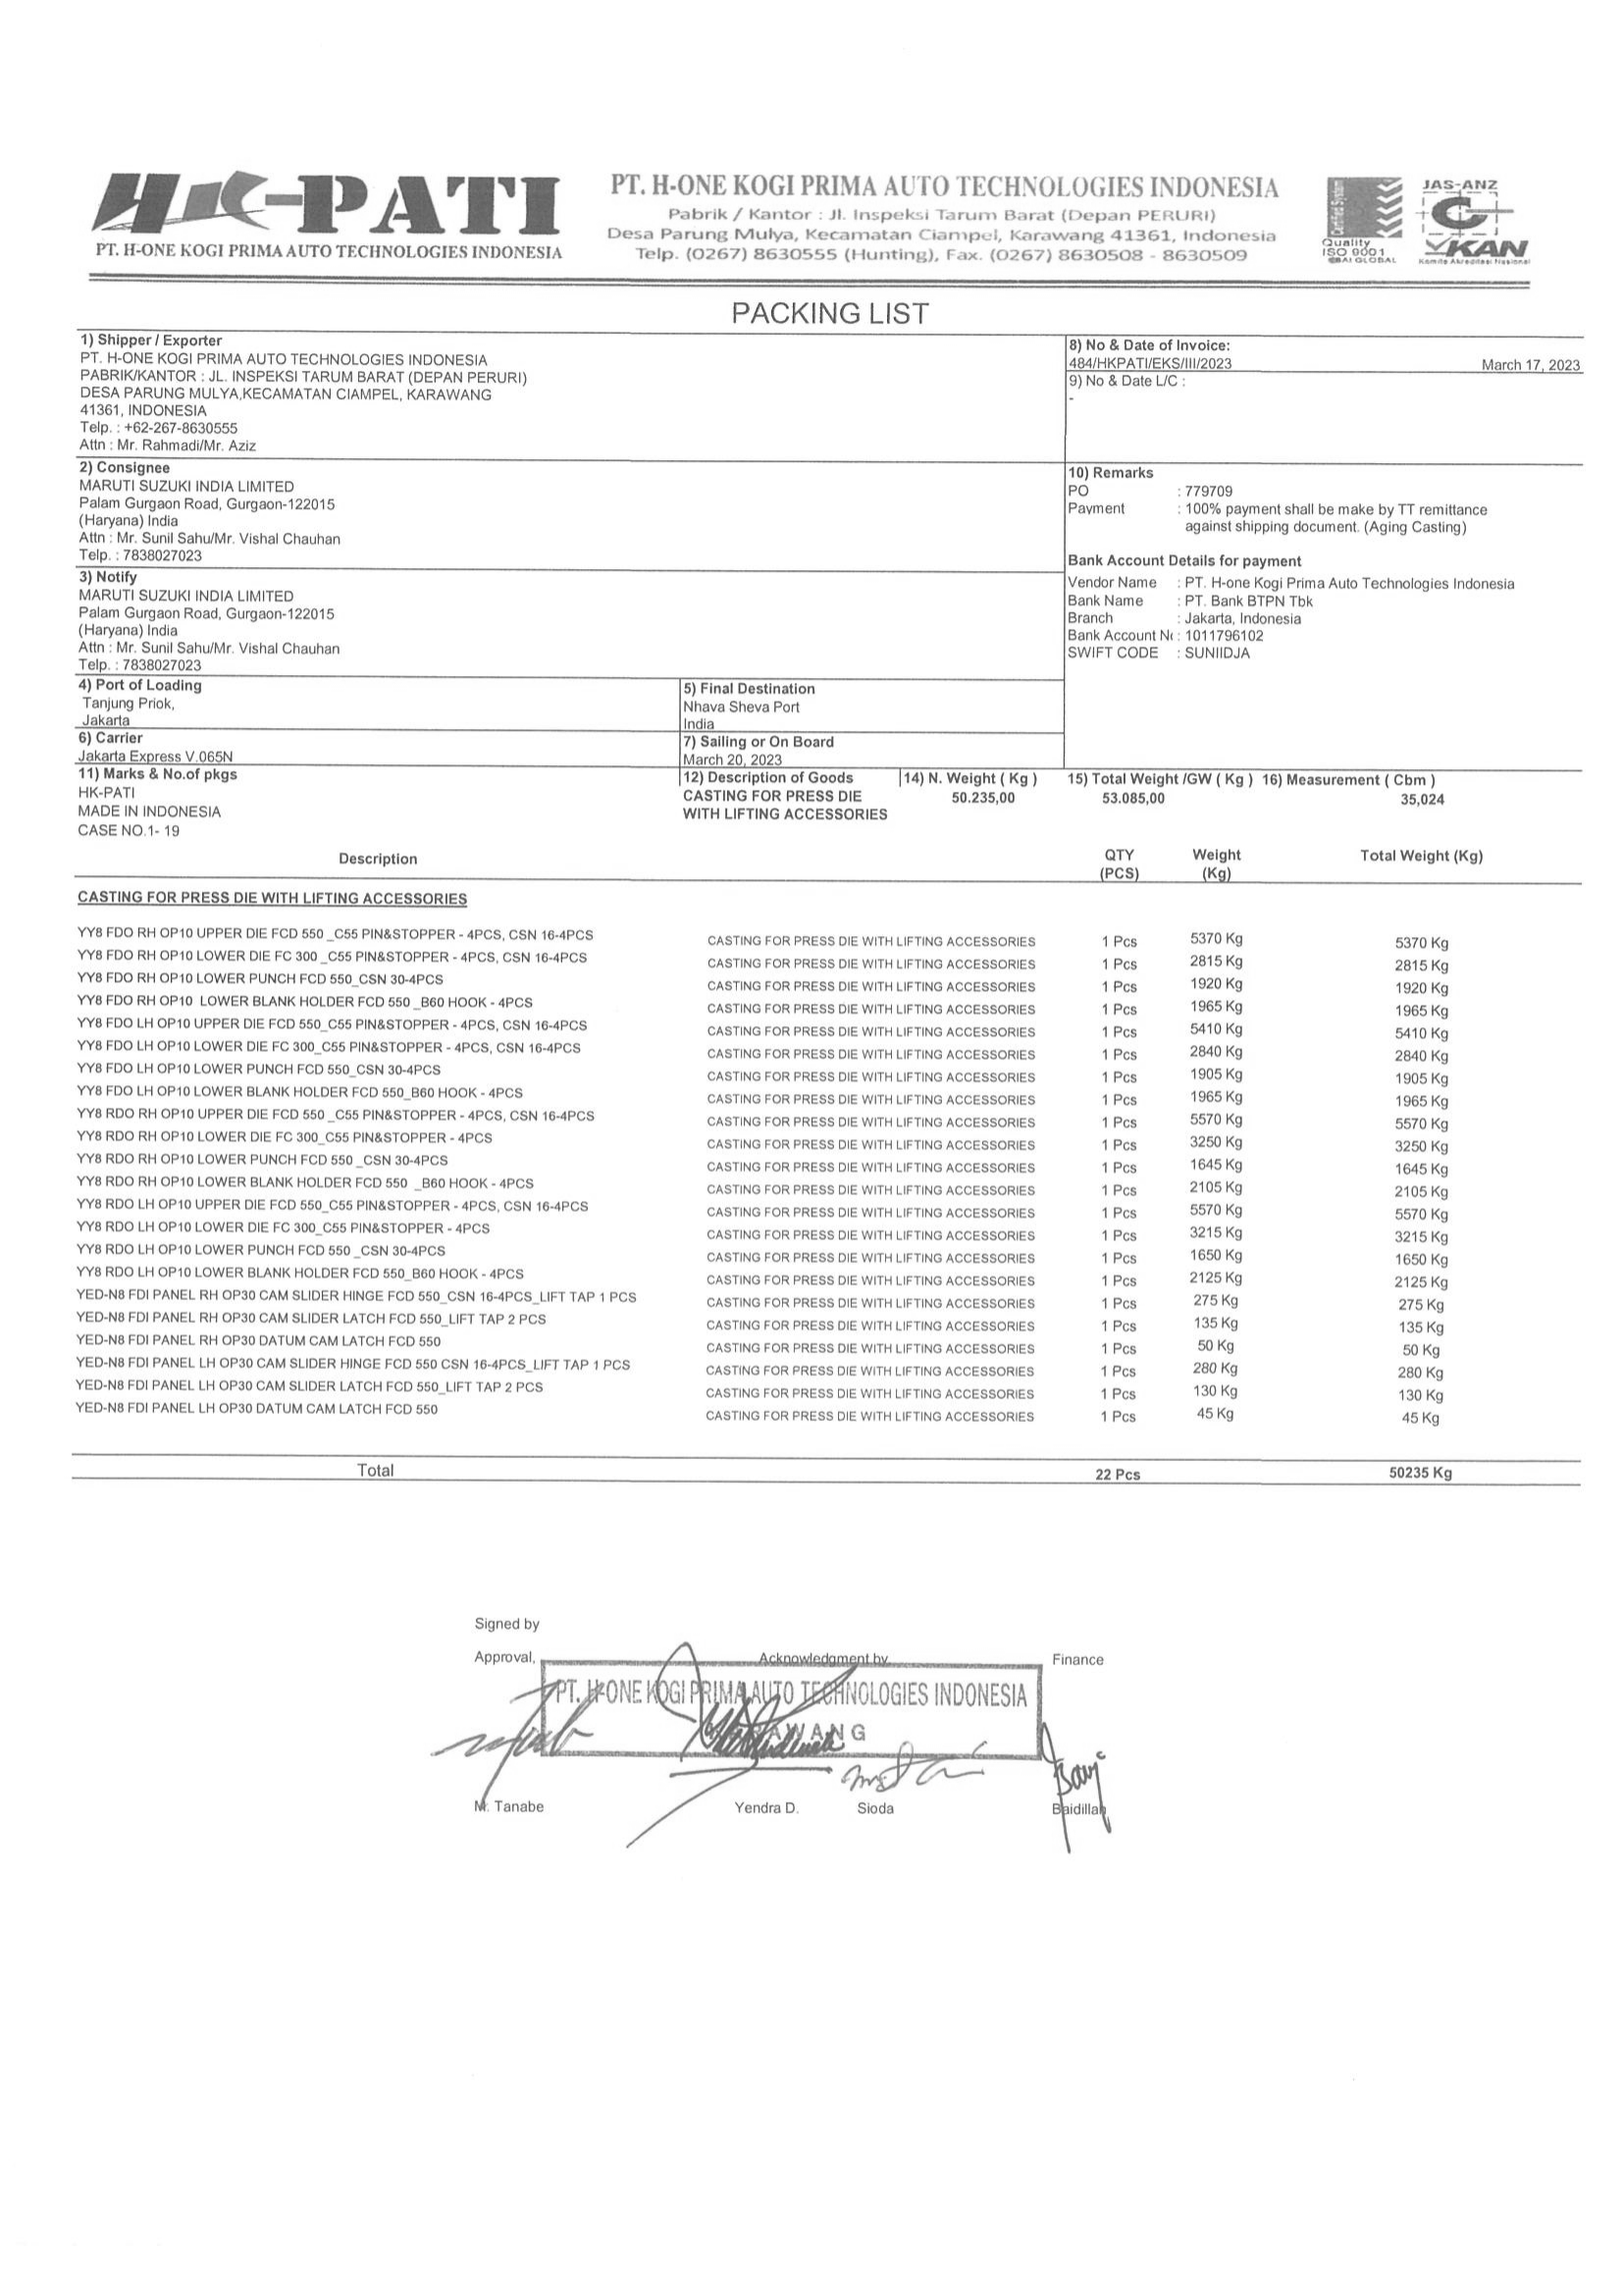 HK-PATI
PT. H-ONE KOGI PRIMA AUTO TECHNOLOGIES INDONESIA
PT. H-ONE KOGI PRIMA AUTO TECHNOLOGIES INDONESIA
Pabrik / Kantor : Jl. Inspeksi Tarum Barat (Depan PERURI)
Desa Parung Mulya, Kecamatan Ciampel, Karawang 41361, Indonesia
Telp. (0267) 8630555 (Hunting), Fax. (0267) 8630508 - 8630509
Certified System
Quality
ISO 9001
SAI GLOBAL
JAS-ANZ
KAN
Komite Akreditasi Nasional
PACKING LIST
1) Shipper / Exporter
PT. H-ONE KOGI PRIMA AUTO TECHNOLOGIES INDONESIA
PABRIK/KANTOR : JL. INSPEKSI TARUM BARAT (DEPAN PERURI)
DESA PARUNG MULYA,KECAMATAN CIAMPEL, KARAWANG
41361, INDONESIA
Telp. : +62-267-8630555
Attn : Mr. Rahmadi/Mr. Aziz
8) No & Date of Invoice:
484/HKPATI/EKS/III/2023 March 17, 2023
9) No & Date L/C :
-
2) Consignee
MARUTI SUZUKI INDIA LIMITED
Palam Gurgaon Road, Gurgaon-122015
(Haryana) India
Attn : Mr. Sunil Sahu/Mr. Vishal Chauhan
Telp. : 7838027023
3) Notify
MARUTI SUZUKI INDIA LIMITED
Palam Gurgaon Road, Gurgaon-122015
(Haryana) India
Attn : Mr. Sunil Sahu/Mr. Vishal Chauhan
Telp. : 7838027023
10) Remarks
PO : 779709
Payment : 100% payment shall be make by TT remittance
against shipping document. (Aging Casting)
Bank Account Details for payment
Vendor Name : PT. H-one Kogi Prima Auto Technologies Indonesia
Bank Name : PT. Bank BTPN Tbk
Branch : Jakarta, Indonesia
Bank Account N : 1011796102
SWIFT CODE : SUNIIDJA
4) Port of Loading
Tanjung Priok,
Jakarta
5) Final Destination
Nhava Sheva Port
India
6) Carrier
Jakarta Express V.065N
7) Sailing or On Board
March 20, 2023
11) Marks & No.of pkgs
HK-PATI
MADE IN INDONESIA
CASE NO.1- 19
12) Description of Goods
CASTING FOR PRESS DIE
WITH LIFTING ACCESSORIES
14) N. Weight ( Kg )
50.235,00
15) Total Weight /GW ( Kg )
53.085,00
16) Measurement ( Cbm )
35,024
Description QTY (PCS) Weight (Kg) Total Weight (Kg)
CASTING FOR PRESS DIE WITH LIFTING ACCESSORIES
YY8 FDO RH OP10 UPPER DIE FCD 550 _C55 PIN&STOPPER - 4PCS, CSN 16-4PCS CASTING FOR PRESS DIE WITH LIFTING ACCESSORIES 1 Pcs 5370 Kg 5370 Kg
YY8 FDO RH OP10 LOWER DIE FC 300 _C55 PIN&STOPPER - 4PCS, CSN 16-4PCS CASTING FOR PRESS DIE WITH LIFTING ACCESSORIES 1 Pcs 2815 Kg 2815 Kg
YY8 FDO RH OP10 LOWER PUNCH FCD 550_CSN 30-4PCS CASTING FOR PRESS DIE WITH LIFTING ACCESSORIES 1 Pcs 1920 Kg 1920 Kg
YY8 FDO RH OP10 LOWER BLANK HOLDER FCD 550 _B60 HOOK - 4PCS CASTING FOR PRESS DIE WITH LIFTING ACCESSORIES 1 Pcs 1965 Kg 1965 Kg
YY8 FDO LH OP10 UPPER DIE FCD 550_C55 PIN&STOPPER - 4PCS, CSN 16-4PCS CASTING FOR PRESS DIE WITH LIFTING ACCESSORIES 1 Pcs 5410 Kg 5410 Kg
YY8 FDO LH OP10 LOWER DIE FC 300_C55 PIN&STOPPER - 4PCS, CSN 16-4PCS CASTING FOR PRESS DIE WITH LIFTING ACCESSORIES 1 Pcs 2840 Kg 2840 Kg
YY8 FDO LH OP10 LOWER PUNCH FCD 550_CSN 30-4PCS CASTING FOR PRESS DIE WITH LIFTING ACCESSORIES 1 Pcs 1905 Kg 1905 Kg
YY8 FDO LH OP10 LOWER BLANK HOLDER FCD 550_B60 HOOK - 4PCS CASTING FOR PRESS DIE WITH LIFTING ACCESSORIES 1 Pcs 1965 Kg 1965 Kg
YY8 RDO RH OP10 UPPER DIE FCD 550 _C55 PIN&STOPPER - 4PCS, CSN 16-4PCS CASTING FOR PRESS DIE WITH LIFTING ACCESSORIES 1 Pcs 5570 Kg 5570 Kg
YY8 RDO RH OP10 LOWER DIE FC 300_C55 PIN&STOPPER - 4PCS CASTING FOR PRESS DIE WITH LIFTING ACCESSORIES 1 Pcs 3250 Kg 3250 Kg
YY8 RDO RH OP10 LOWER PUNCH FCD 550 _CSN 30-4PCS CASTING FOR PRESS DIE WITH LIFTING ACCESSORIES 1 Pcs 1645 Kg 1645 Kg
YY8 RDO RH OP10 LOWER BLANK HOLDER FCD 550 _B60 HOOK - 4PCS CASTING FOR PRESS DIE WITH LIFTING ACCESSORIES 1 Pcs 2105 Kg 2105 Kg
YY8 RDO LH OP10 UPPER DIE FCD 550_C55 PIN&STOPPER - 4PCS, CSN 16-4PCS CASTING FOR PRESS DIE WITH LIFTING ACCESSORIES 1 Pcs 5570 Kg 5570 Kg
YY8 RDO LH OP10 LOWER DIE FC 300_C55 PIN&STOPPER - 4PCS CASTING FOR PRESS DIE WITH LIFTING ACCESSORIES 1 Pcs 3215 Kg 3215 Kg
YY8 RDO LH OP10 LOWER PUNCH FCD 550 _CSN 30-4PCS CASTING FOR PRESS DIE WITH LIFTING ACCESSORIES 1 Pcs 1650 Kg 1650 Kg
YY8 RDO LH OP10 LOWER BLANK HOLDER FCD 550_B60 HOOK - 4PCS CASTING FOR PRESS DIE WITH LIFTING ACCESSORIES 1 Pcs 2125 Kg 2125 Kg
YED-N8 FDI PANEL RH OP30 CAM SLIDER HINGE FCD 550_CSN 16-4PCS_LIFT TAP 1 PCS CASTING FOR PRESS DIE WITH LIFTING ACCESSORIES 1 Pcs 275 Kg 275 Kg
YED-N8 FDI PANEL RH OP30 CAM SLIDER LATCH FCD 550_LIFT TAP 2 PCS CASTING FOR PRESS DIE WITH LIFTING ACCESSORIES 1 Pcs 135 Kg 135 Kg
YED-N8 FDI PANEL RH OP30 DATUM CAM LATCH FCD 550 CASTING FOR PRESS DIE WITH LIFTING ACCESSORIES 1 Pcs 50 Kg 50 Kg
YED-N8 FDI PANEL LH OP30 CAM SLIDER HINGE FCD 550 CSN 16-4PCS_LIFT TAP 1 PCS CASTING FOR PRESS DIE WITH LIFTING ACCESSORIES 1 Pcs 280 Kg 280 Kg
YED-N8 FDI PANEL LH OP30 CAM SLIDER LATCH FCD 550_LIFT TAP 2 PCS CASTING FOR PRESS DIE WITH LIFTING ACCESSORIES 1 Pcs 130 Kg 130 Kg
YED-N8 FDI PANEL LH OP30 DATUM CAM LATCH FCD 550 CASTING FOR PRESS DIE WITH LIFTING ACCESSORIES 1 Pcs 45 Kg 45 Kg
Total 22 Pcs 50235 Kg
Signed by
Approval, Acknowledgment by Finance
PT. H-ONE KOGI PRIMA AUTO TECHNOLOGIES INDONESIA
KARAWANG
M. Tanabe Yendra D. Sioda Baidillah